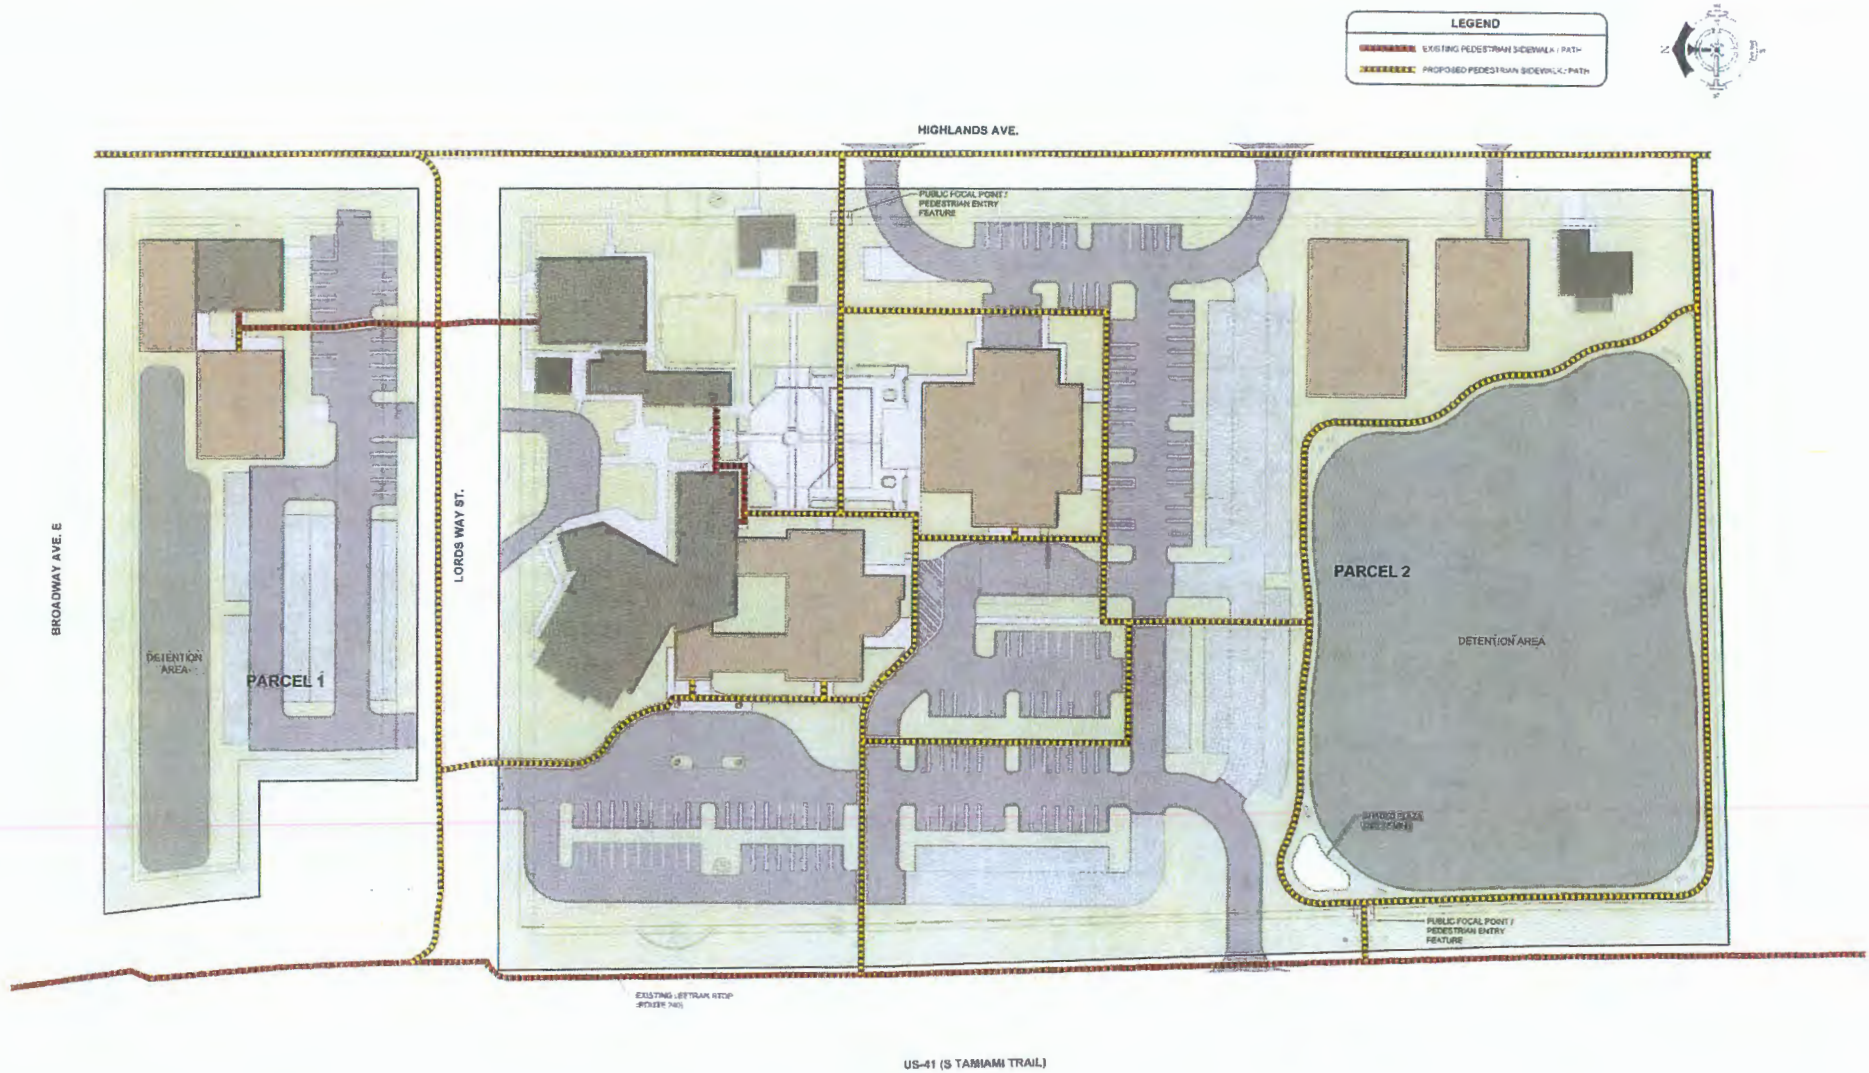 LEGEND
EXISTING PEDESTRIAN SIDEWALK / PATH
PROPOSED PEDESTRIAN SIDEWALK / PATH
N
HIGHLANDS AVE.
PUBLIC FOCAL POINT /
PEDESTRIAN ENTRY
FEATURE
BROADWAY AVE. E
LORDS WAY ST.
PARCEL 2
DETENTION AREA
DETENTION
AREA
PARCEL 1
PUBLIC FOCAL POINT /
PEDESTRIAN ENTRY
FEATURE
EXISTING LEETRAN STOP
US-41 (S TAMIAMI TRAIL)